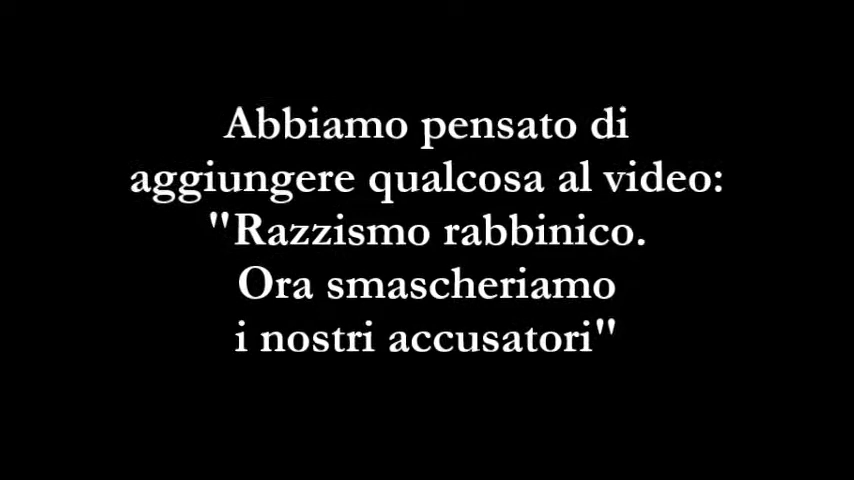 Abbiamo pensato di
aggiungere qualcosa al video:
"Razzismo rabbinico.
Ora smascheriamo
i nostri accusatori"